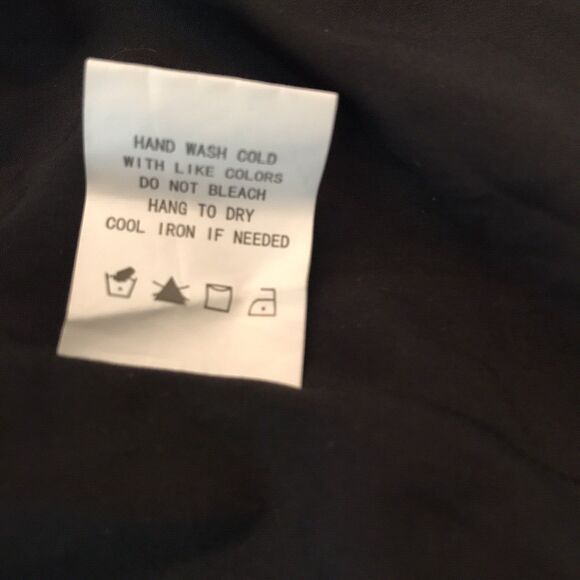 HAND WASH COLD
WITH LIKE COLORS
DO NOT BLEACH
HANG TO DRY
COOL IRON IF NEEDED